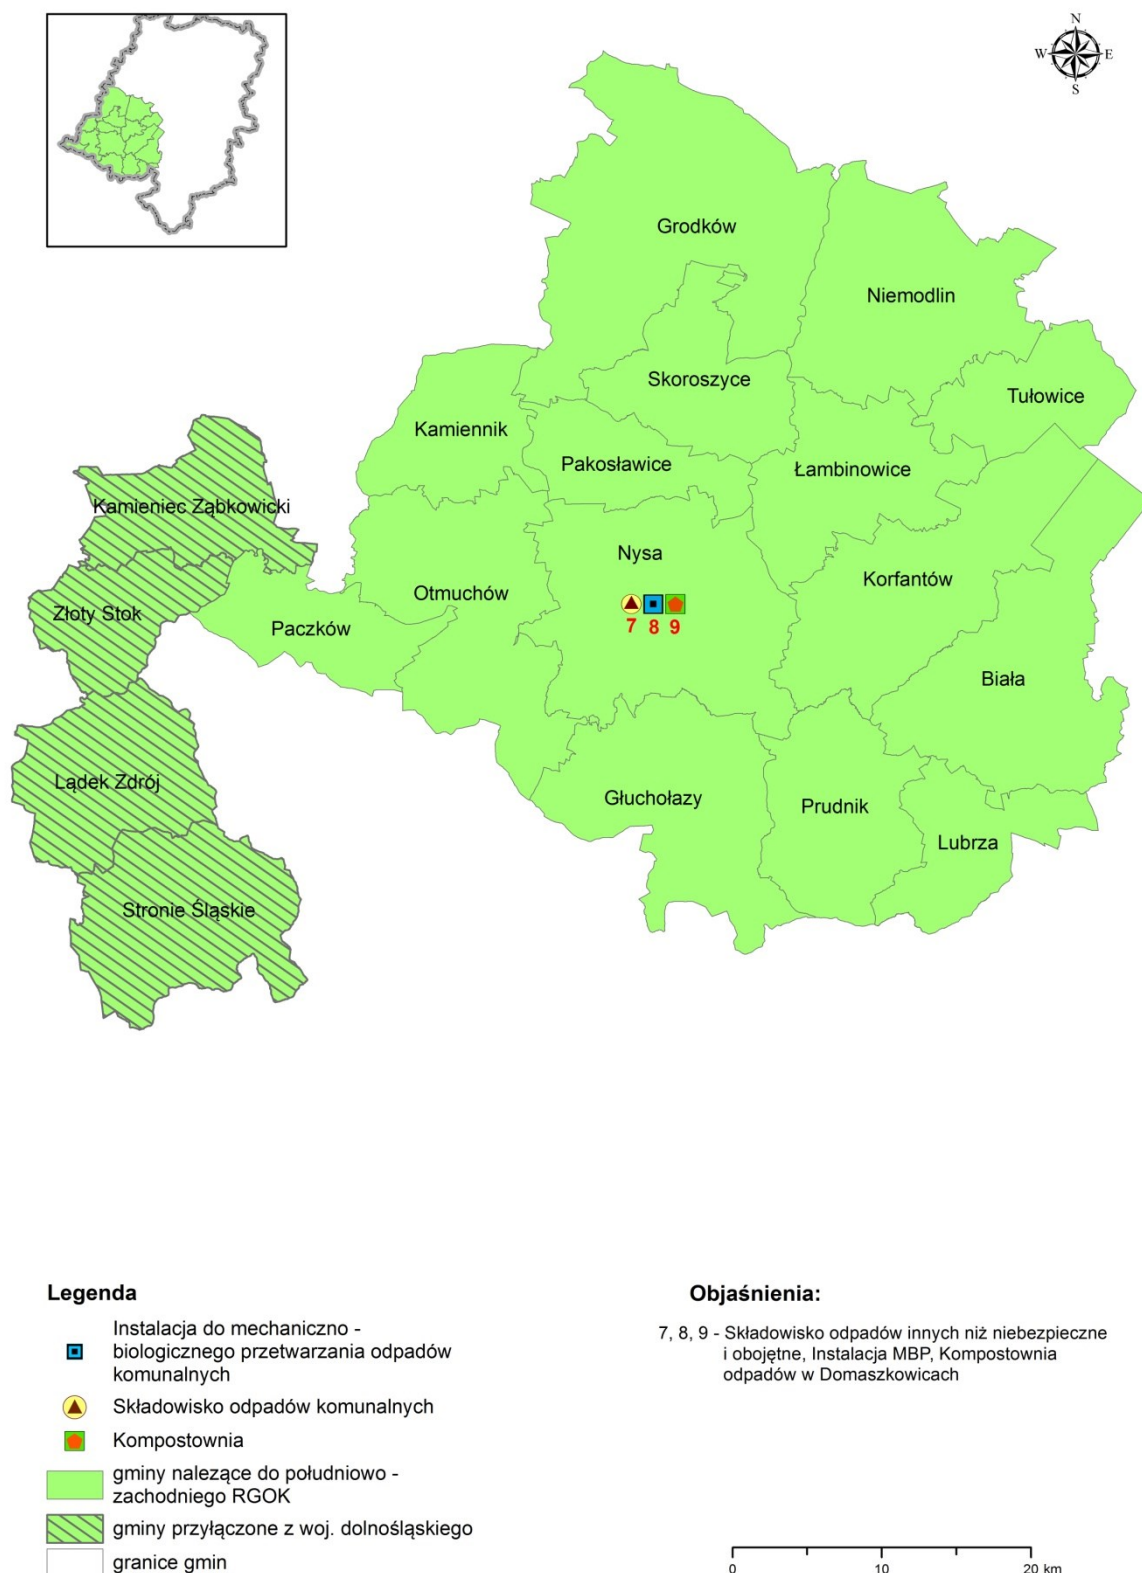 N
W E
S
Grodków
Niemodlin
Skoroszyce
Tułowice
Kamiennik
Pakosławice
Łambinowice
Kamieniec Ząbkowicki
Nysa
Korfantów
Otmuchów
Złoty Stok
Paczków
7 8 9
Biała
Lądek Zdrój
Głuchołazy
Prudnik
Lubrza
Stronie Śląskie
Legenda
Instalacja do mechaniczno -
biologicznego przetwarzania odpadów
komunalnych
Składowisko odpadów komunalnych
Kompostownia
gminy nalezące do południowo -
zachodniego RGOK
gminy przyłączone z woj. dolnośląskiego
granice gmin
Objaśnienia:
7, 8, 9 - Składowisko odpadów innych niż niebezpieczne
i obojętne, Instalacja MBP, Kompostownia
odpadów w Domaszkowicach
0 10 20 km